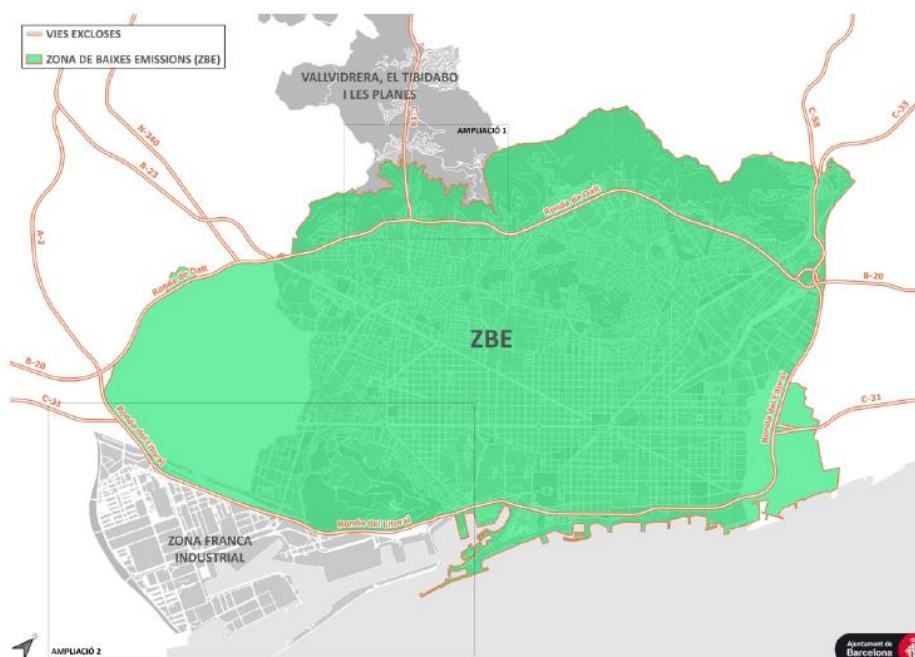 VIES EXCLOSES
ZONA DE BAIXES EMISSIONS (ZBE)
VALLVIDRERA, EL TIBIDABO
I LES PLANES
C-16
AMPLIACIÓ 1
C-58
C-33
N-340
B-23
A-2
Ronda de Dalt
Ronda de Dalt
B-20
ZBE
B-20
C-31
C-31
Ronda del Litoral
Ronda del Litoral
Ronda del Litoral
ZONA FRANCA
INDUSTRIAL
AMPLIACIÓ 2
Ajuntament de
Barcelona